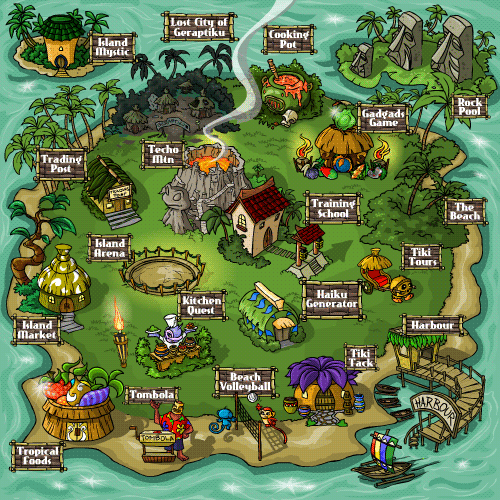 Lost City of
Geraptiku
Island
Mystic
Cooking
Pot
Rock
Pool
Gadgads
Game
Trading
Post
Techo
Mtn
Training
School
The
Beach
Island
Arena
Tiki
Tours
Kitchen
Quest
Haiku
Generator
Island
Market
Harbour
Tiki
Tack
Beach
Volleyball
Tombola
HARBOUR
TOMBOLA
Tropical
Foods